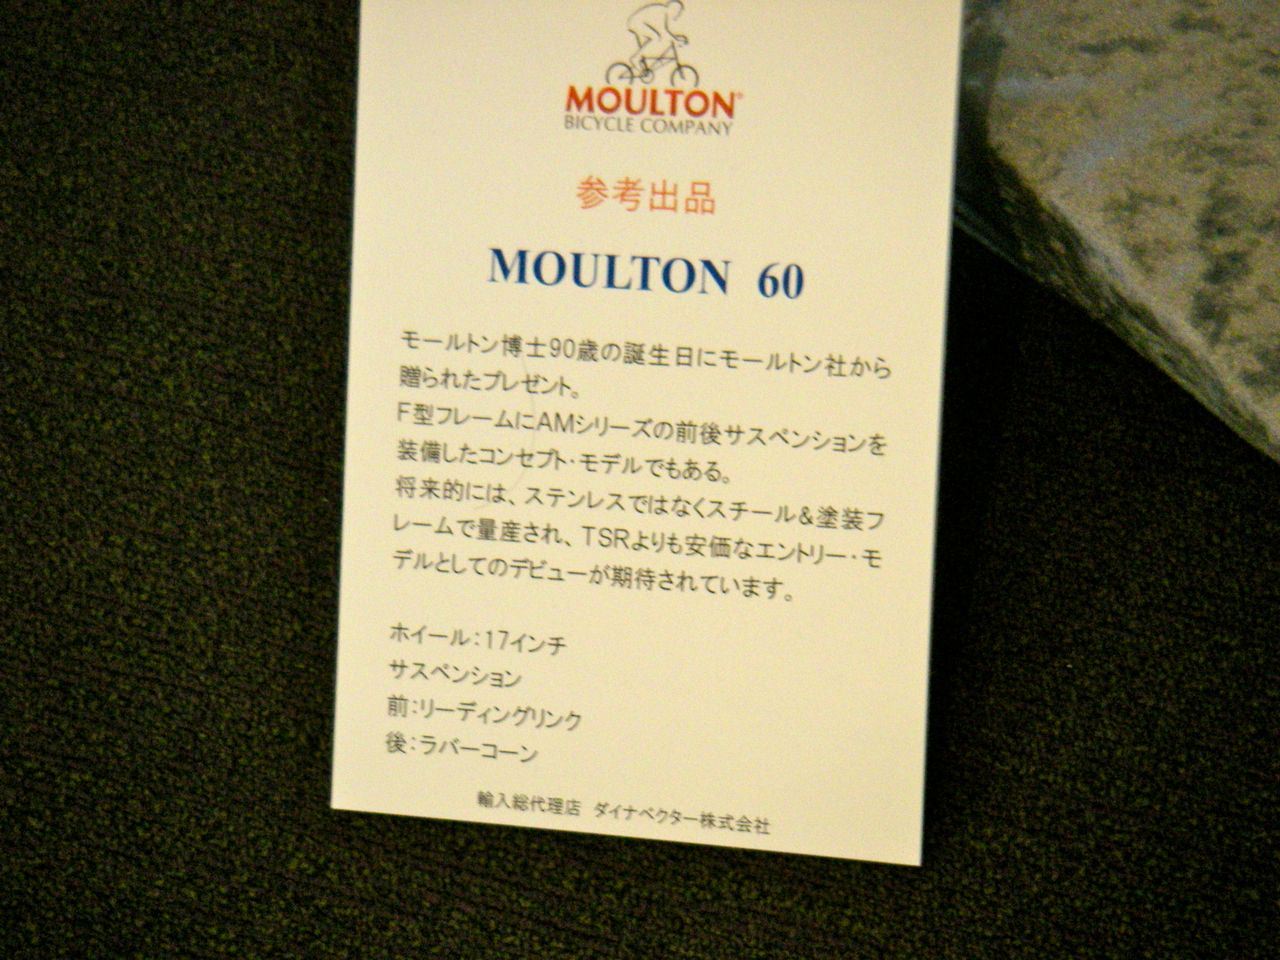 MOULTON®
BICYCLE COMPANY
参考出品
MOULTON 60
モールトン博士90歳の誕生日にモールトン社から
贈られたプレゼント。
F型フレームにAMシリーズの前後サスペンションを
装備したコンセプト・モデルでもある。
将来的には、ステンレスではなくスチール&塗装フ
レームで量産され、TSRよりも安価なエントリー・モ
デルとしてのデビューが期待されています。
ホイール:17インチ
サスペンション
前:リーディングリンク
後:ラバーコーン
輸入総代理店 ダイナベクター株式会社